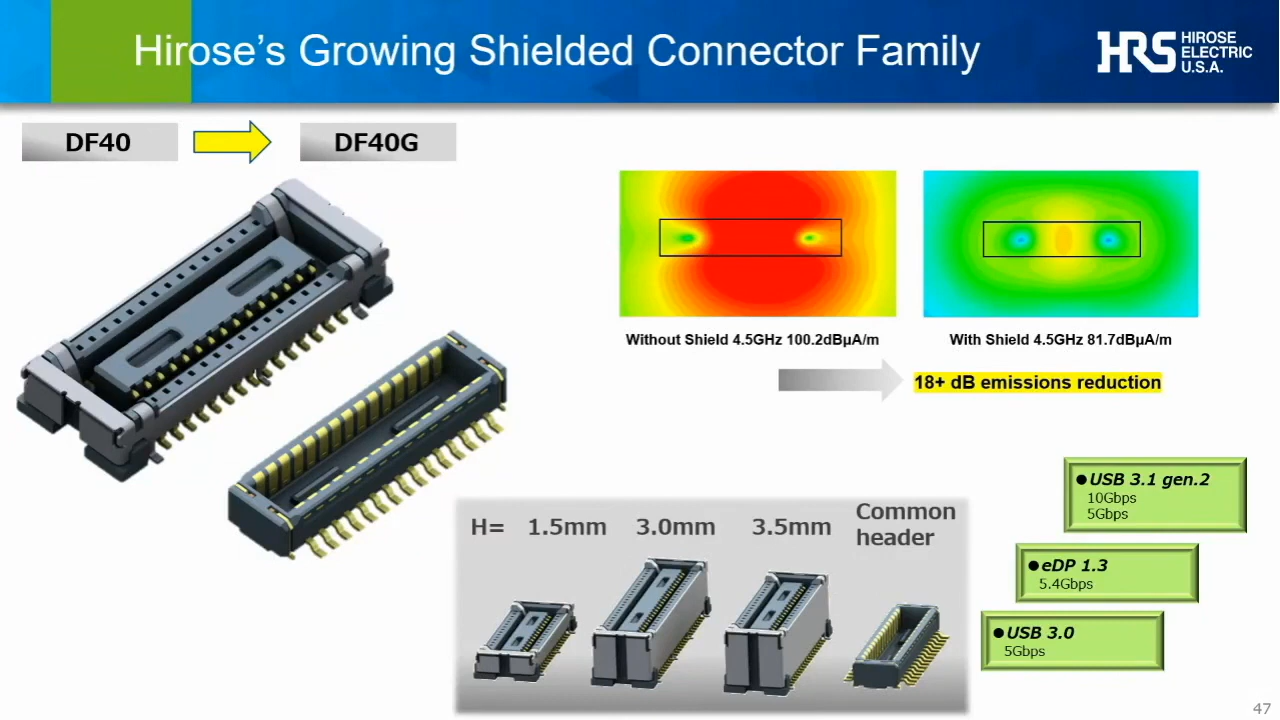 Hirose's Growing Shielded Connector Family
HRS
HIROSE
ELECTRIC
U.S.A.
DF40
DF40G
Without Shield 4.5GHz 100.2dBµA/m
With Shield 4.5GHz 81.7dBµA/m
18+ dB emissions reduction
H= 1.5mm 3.0mm 3.5mm Common
header
●USB 3.1 gen.2
10Gbps
5Gbps
●eDP 1.3
5.4Gbps
●USB 3.0
5Gbps
47